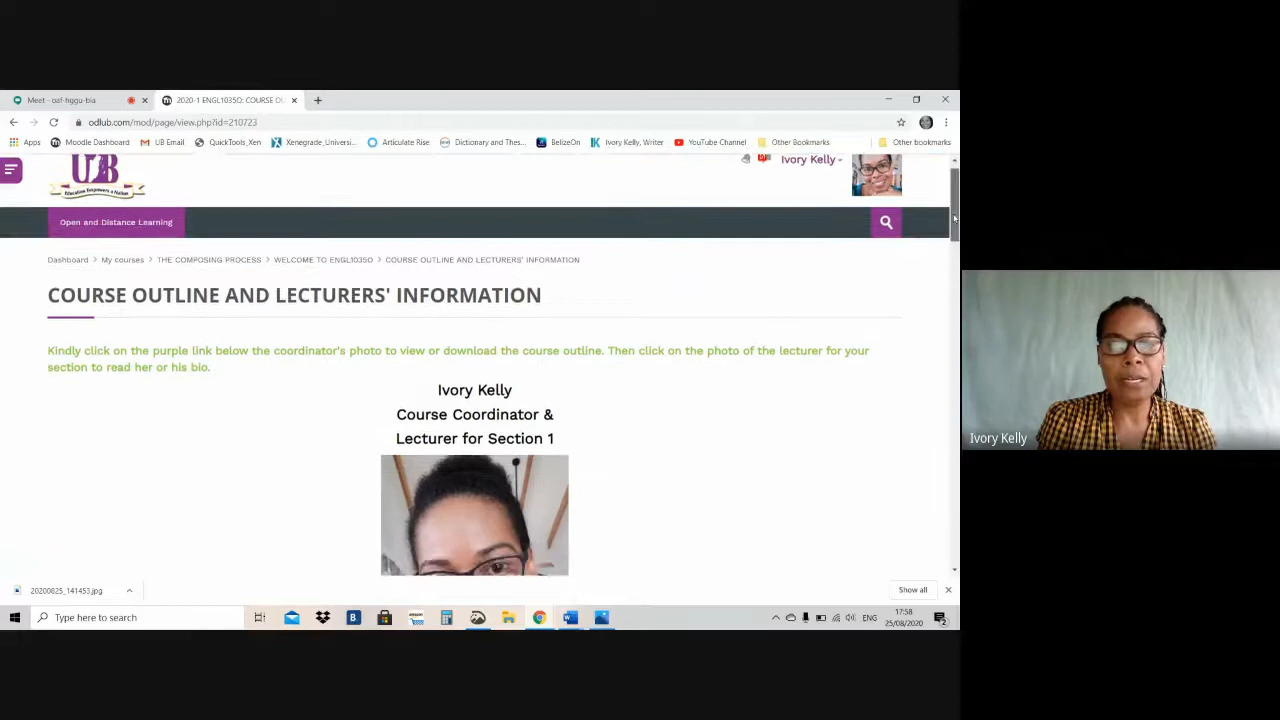 Meet - oaf-hggu-bia
2020-1 ENGL1035O: COURSE OU
odlub.com/mod/page/view.php?id=210723
Apps
Moodle Dashboard
UB Email
QuickTools_Xen
Xenegrade_Universi...
Articulate Rise
Dictionary and Thes...
BelizeOn
Ivory Kelly, Writer
YouTube Channel
Other Bookmarks
Other bookmarks
UB
Education Empowers a Nation
Ivory Kelly
Open and Distance Learning
Dashboard > My courses > THE COMPOSING PROCESS > WELCOME TO ENGL1035O > COURSE OUTLINE AND LECTURERS' INFORMATION
COURSE OUTLINE AND LECTURERS' INFORMATION
Kindly click on the purple link below the coordinator's photo to view or download the course outline. Then click on the photo of the lecturer for your
section to read her or his bio.
Ivory Kelly
Course Coordinator &
Lecturer for Section 1
Ivory Kelly
20200825_141453.jpg
Show all
Type here to search
ENG
17:58
25/08/2020